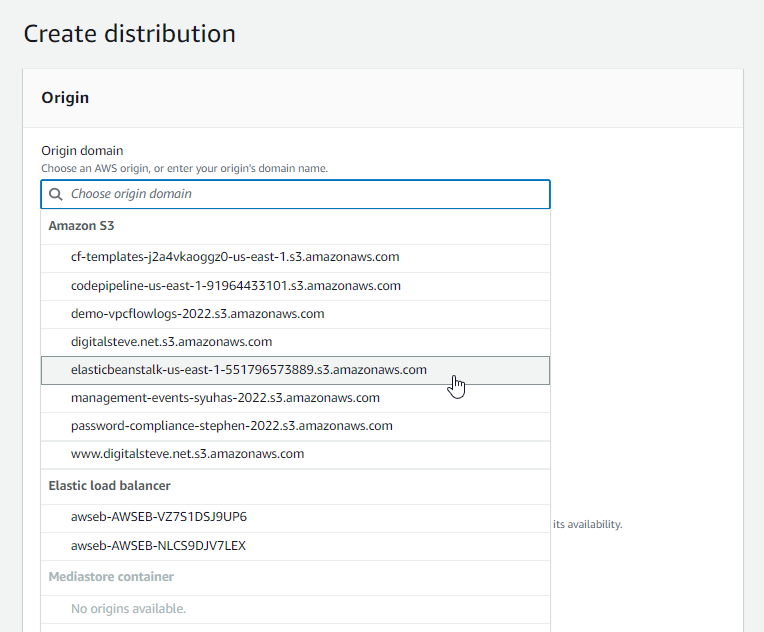 Create distribution
Origin
Origin domain
Choose an AWS origin, or enter your origin's domain name.
Choose origin domain
Amazon S3
cf-templates-j2a4vkaoggz0-us-east-1.s3.amazonaws.com
codepipeline-us-east-1-91964433101.s3.amazonaws.com
demo-vpcflowlogs-2022.s3.amazonaws.com
digitalsteve.net.s3.amazonaws.com
elasticbeanstalk-us-east-1-551796573889.s3.amazonaws.com
management-events-syuhas-2022.s3.amazonaws.com
password-compliance-stephen-2022.s3.amazonaws.com
www.digitalsteve.net.s3.amazonaws.com
Elastic load balancer
awseb-AWSEB-VZ7S1DSJ9UP6
its availability.
awseb-AWSEB-NLCS9DJV7LEX
Mediastore container
No origins available.